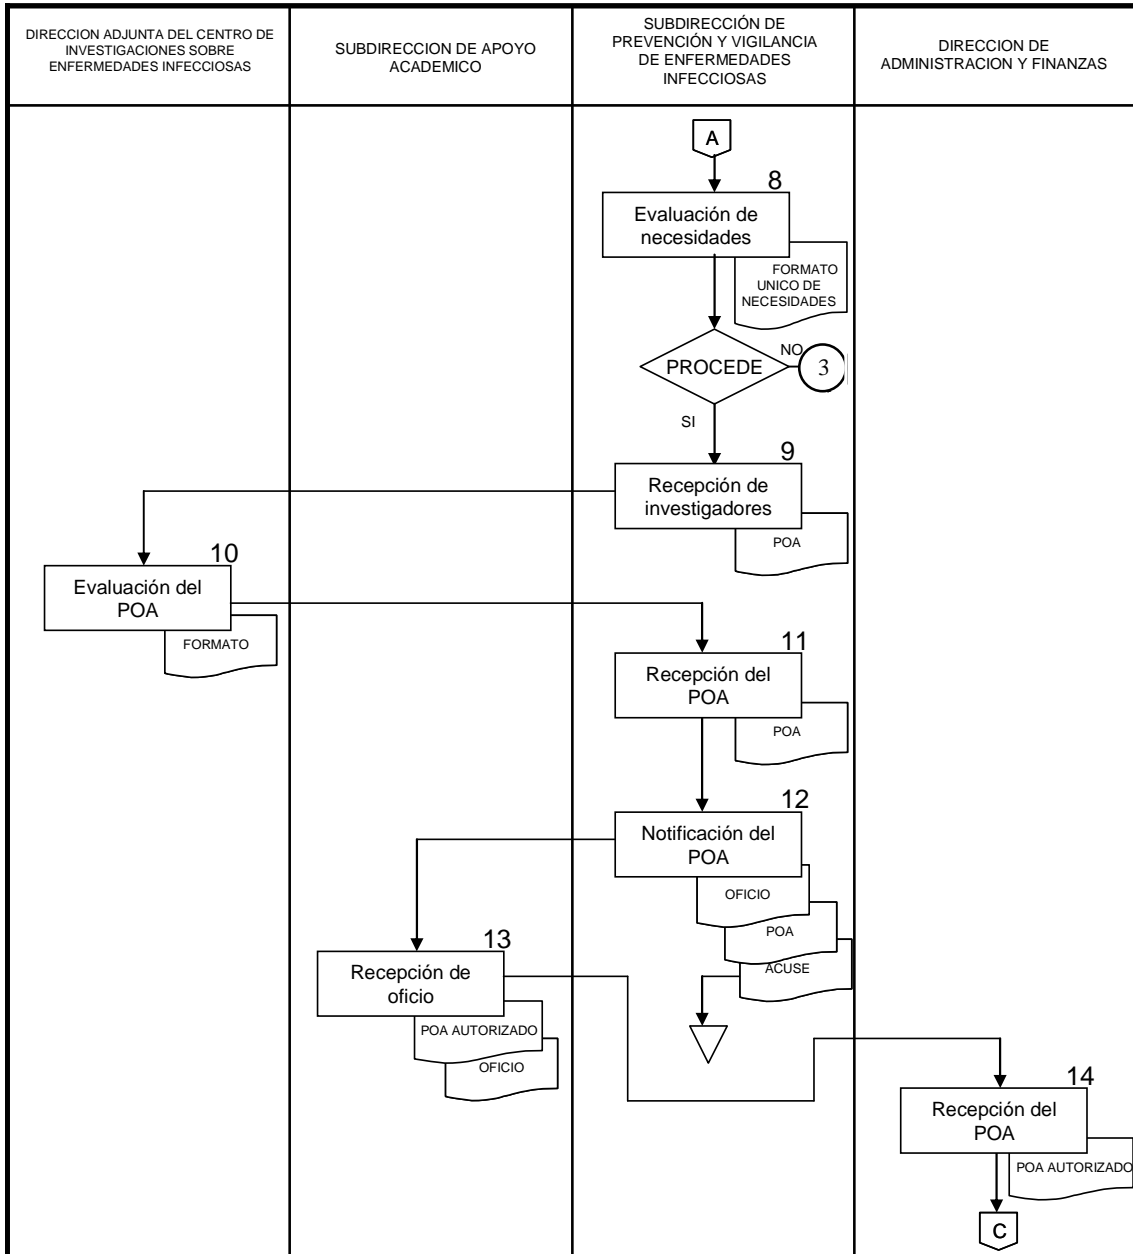 DIRECCION ADJUNTA DEL CENTRO DE
INVESTIGACIONES SOBRE
ENFERMEDADES INFECCIOSAS
SUBDIRECCION DE APOYO
ACADEMICO
SUBDIRECCIÓN DE
PREVENCIÓN Y VIGILANCIA
DE ENFERMEDADES
INFECCIOSAS
DIRECCION DE
ADMINISTRACION Y FINANZAS
A
8
Evaluación de
necesidades
FORMATO
UNICO DE
NECESIDADES
PROCEDE
NO
3
SI
9
Recepción de
investigadores
POA
10
Evaluación del
POA
FORMATO
11
Recepción del
POA
POA
12
Notificación del
POA
OFICIO
POA
ACUSE
13
Recepción de
oficio
POA AUTORIZADO
OFICIO
14
Recepción del
POA
POA AUTORIZADO
C